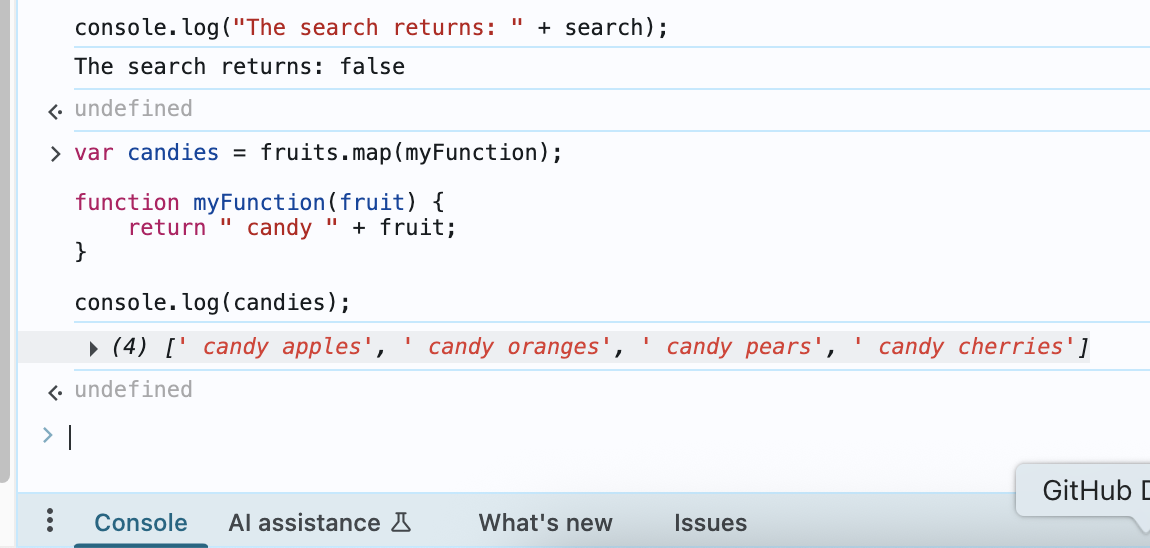 console.log("The search returns: " + search);
The search returns: false
undefined
var candies = fruits.map(myFunction);
function myFunction(fruit) {
    return " candy " + fruit;
}
console.log(candies);
(4) [' candy apples', ' candy oranges', ' candy pears', ' candy cherries']
undefined
Console AI assistance What's new Issues
GitHub